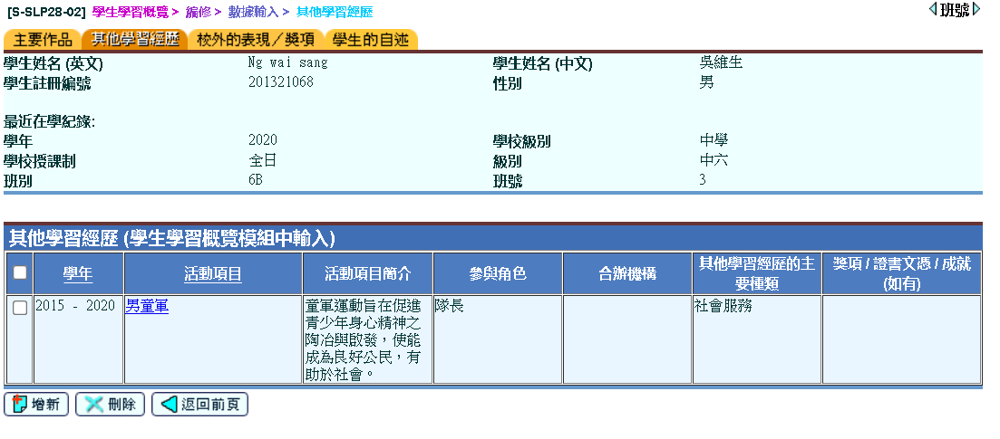 [S-SLP28-02] 學生學習概覽 > 編修 > 數據輸入 > 其他學習經歷
班號
主要作品 其他學習經歷 校外的表現／獎項 學生的自述
學生姓名 (英文) Ng wai sang 學生姓名 (中文) 吳維生
學生註冊編號 201321068 性別 男
最近在學紀錄:
學年 2020 學校級別 中學
學校授課制 全日 級別 中六
班別 6B 班號 3
其他學習經歷 (學生學習概覽模組中輸入)
學年 活動項目 活動項目簡介 參與角色 合辦機構 其他學習經歷的主 獎項 / 證書文憑 / 成就
要種類 (如有)
2015 - 2020 男童軍 童軍運動旨在促進 隊長 社會服務
青少年身心精神之
陶冶與啟發，使能
成為良好公民，有
助於社會。
增新 刪除 返回前頁